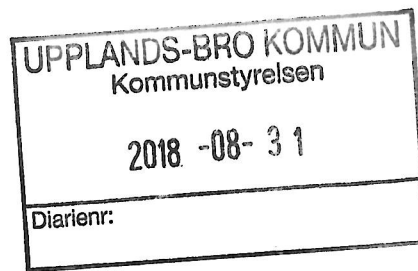 UPPLANDS-BRO KOMMUN
Kommunstyrelsen
2018 -08- 31
Diarienr: